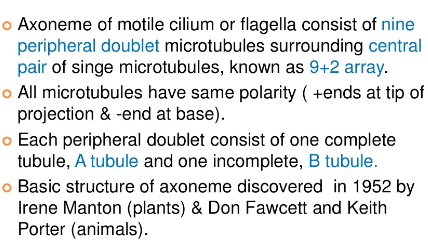 Axoneme of motile cilium or flagella consist of nine
peripheral doublet microtubules surrounding central
pair of singe microtubules, known as 9+2 array.
All microtubules have same polarity ( +ends at tip of
projection & -end at base).
Each peripheral doublet consist of one complete
tubule, A tubule and one incomplete, B tubule.
Basic structure of axoneme discovered in 1952 by
Irene Manton (plants) & Don Fawcett and Keith
Porter (animals).